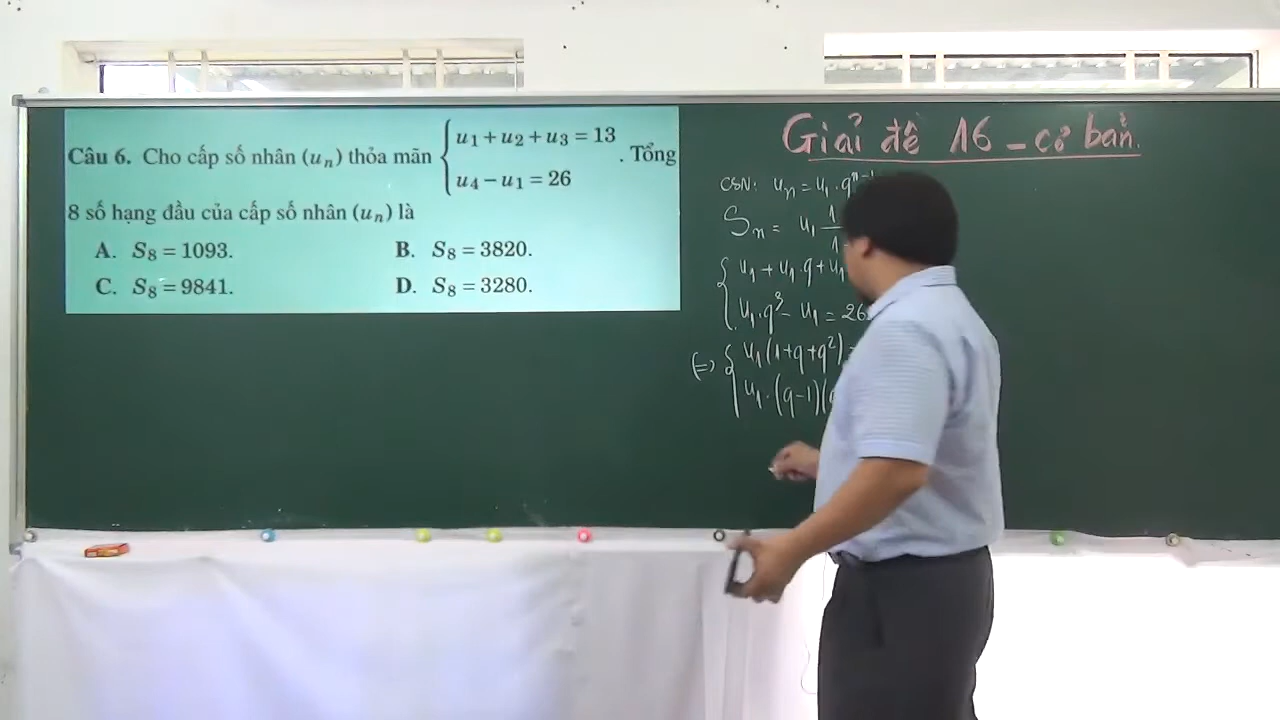 Câu 6. Cho cấp số nhân (uₙ) thỏa mãn { u₁ + u₂ + u₃ = 13
u₄ − u₁ = 26 . Tổng
8 số hạng đầu của cấp số nhân (uₙ) là
A. S₈ = 1093. B. S₈ = 3820.
C. S₈ = 9841. D. S₈ = 3280.
Giải đề 16 _ cơ bản.
CSN: uₙ = u₁ . qⁿ⁻¹
Sₙ = u₁
{ u₁ + u₁.q + u₁
u₁.q³ − u₁ = 26
⇔ { u₁(1+q+q²) =
u₁.(q−1)(